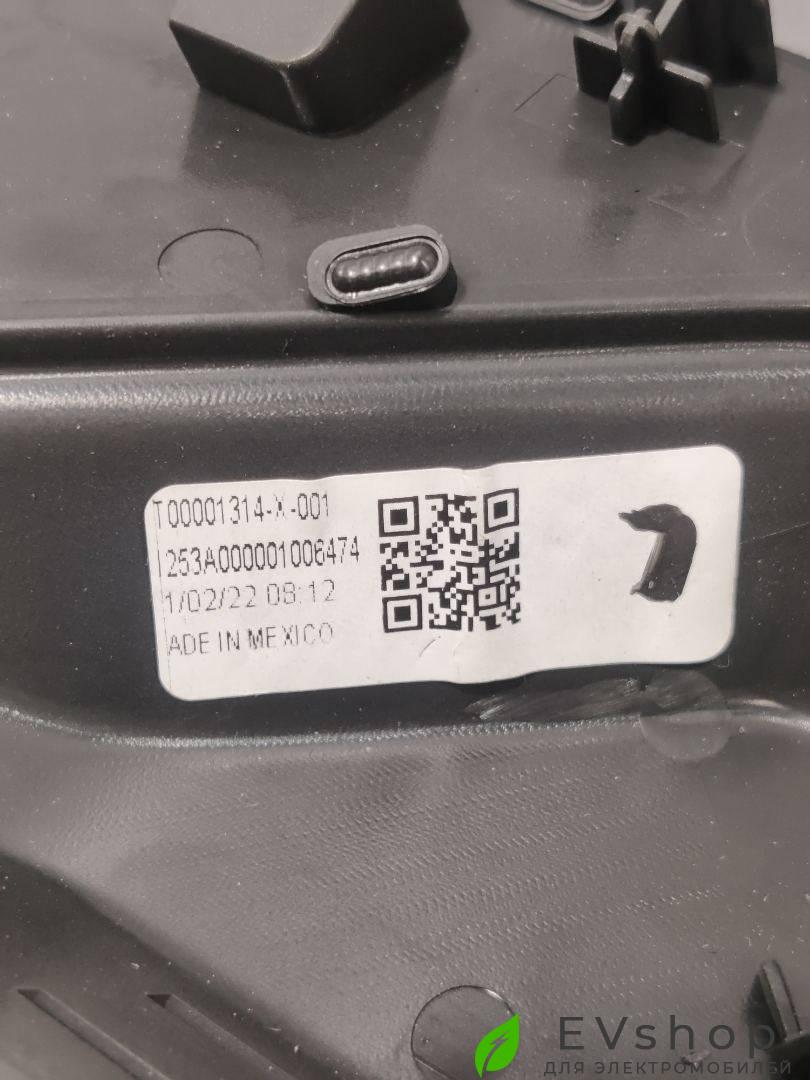 T00001314-X-001
1253A000001006474
1/02/22 08:12
ADE IN MEXICO
EVshop
ДЛЯ ЭЛЕКТРОМОБИЛЕЙ